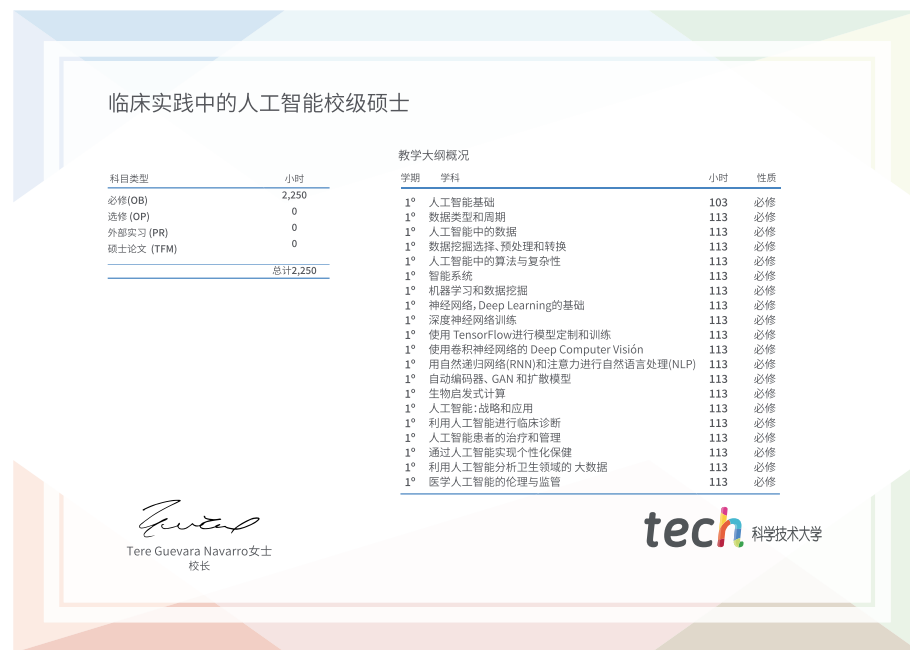 临床实践中的人工智能校级硕士
科目类型 小时
必修(OB) 2,250
选修 (OP) 0
外部实习 (PR) 0
硕士论文 (TFM) 0
总计2,250
教学大纲概况
学期 学科 小时 性质
1º 人工智能基础 103 必修
1º 数据类型和周期 113 必修
1º 人工智能中的数据 113 必修
1º 数据挖掘选择、预处理和转换 113 必修
1º 人工智能中的算法与复杂性 113 必修
1º 智能系统 113 必修
1º 机器学习和数据挖掘 113 必修
1º 神经网络，Deep Learning的基础 113 必修
1º 深度神经网络训练 113 必修
1º 使用 TensorFlow进行模型定制和训练 113 必修
1º 使用卷积神经网络的 Deep Computer Visión 113 必修
1º 用自然递归网络(RNN)和注意力进行自然语言处理(NLP) 113 必修
1º 自动编码器、GAN 和扩散模型 113 必修
1º 生物启发式计算 113 必修
1º 人工智能：战略和应用 113 必修
1º 利用人工智能进行临床诊断 113 必修
1º 人工智能患者的治疗和管理 113 必修
1º 通过人工智能实现个性化保健 113 必修
1º 利用人工智能分析卫生领域的 大数据 113 必修
1º 医学人工智能的伦理与监管 113 必修
Tere Guevara Navarro女士
校长
tech 科学技术大学